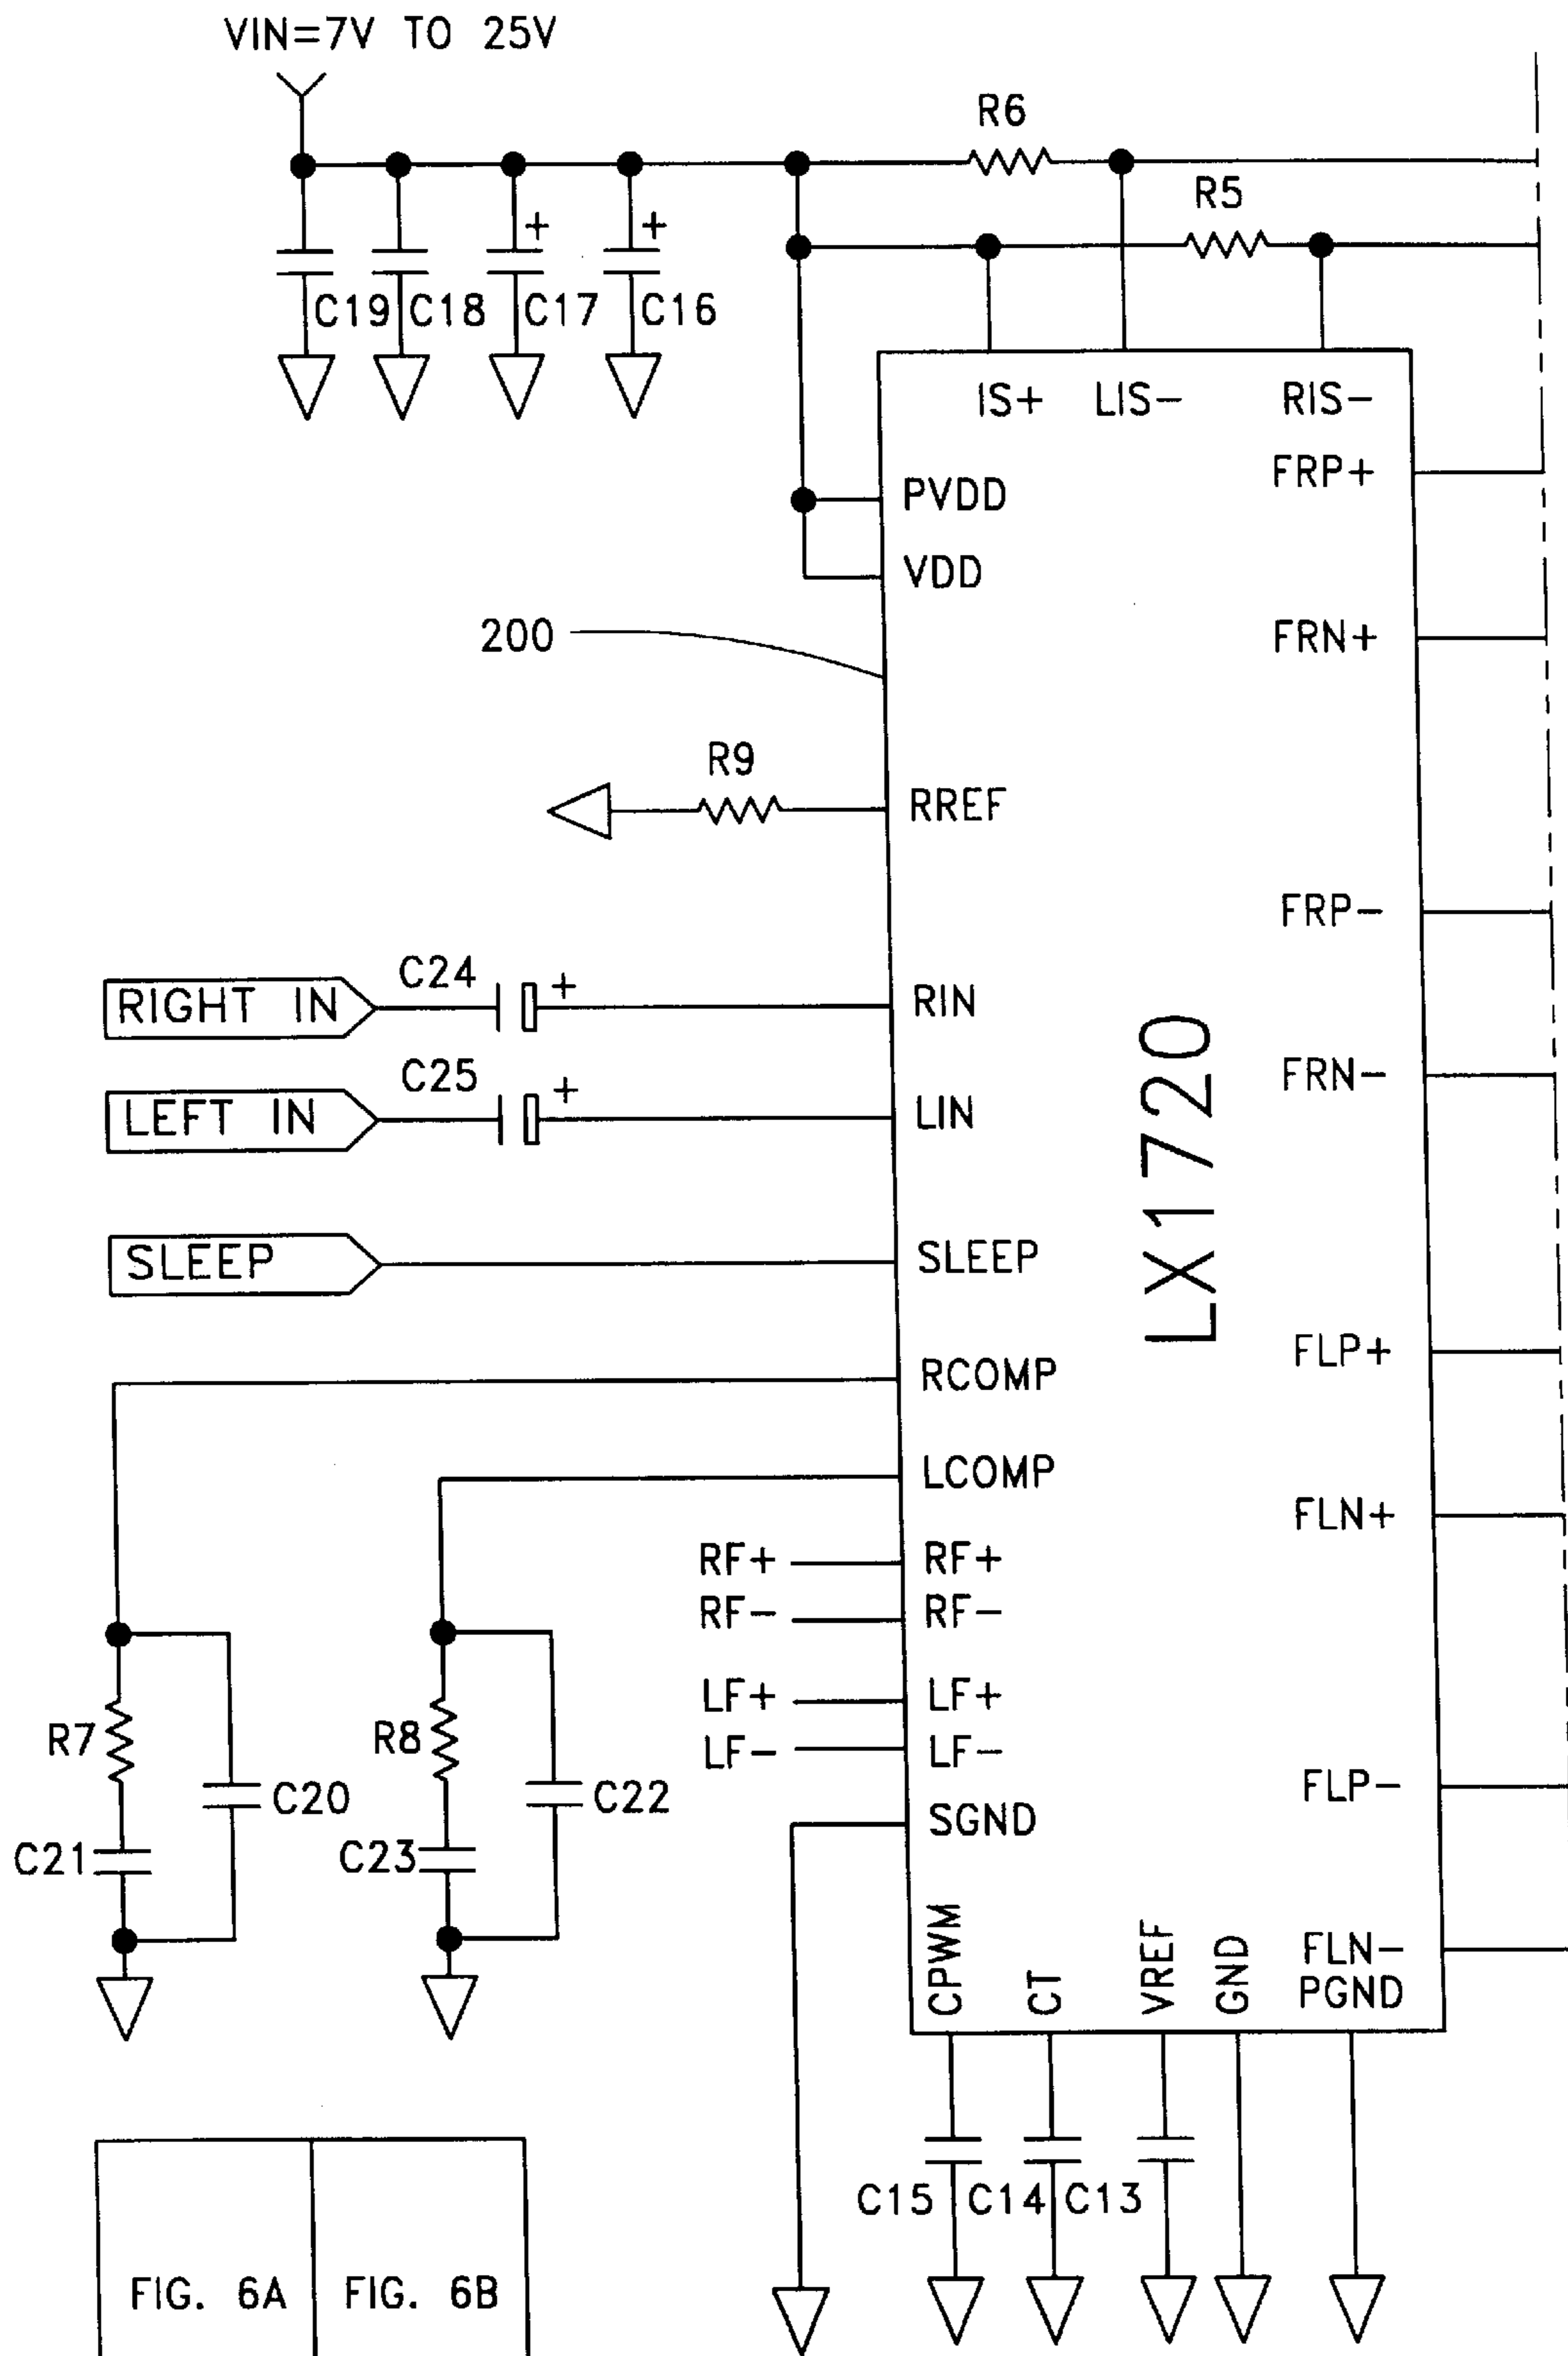 VIN=7V TO 25V
R6
R5
+
+
C19
C18
C17
C16
IS+
LIS-
RIS-
PVDD
FRP+
VDD
200
FRN+
R9
RREF
FRP-
C24
+
RIGHT IN
RIN
C25
+
FRN-
LEFT IN
LIN
LX1720
SLEEP
SLEEP
FLP+
RCOMP
LCOMP
FLN+
RF+
RF+
RF-
RF-
LF+
LF+
R7
R8
LF-
LF-
C20
C22
FLP-
SGND
C21
C23
CPWM
CT
VREF
GND
FLN-
PGND
C15
C14
C13
FIG. 6A
FIG. 6B